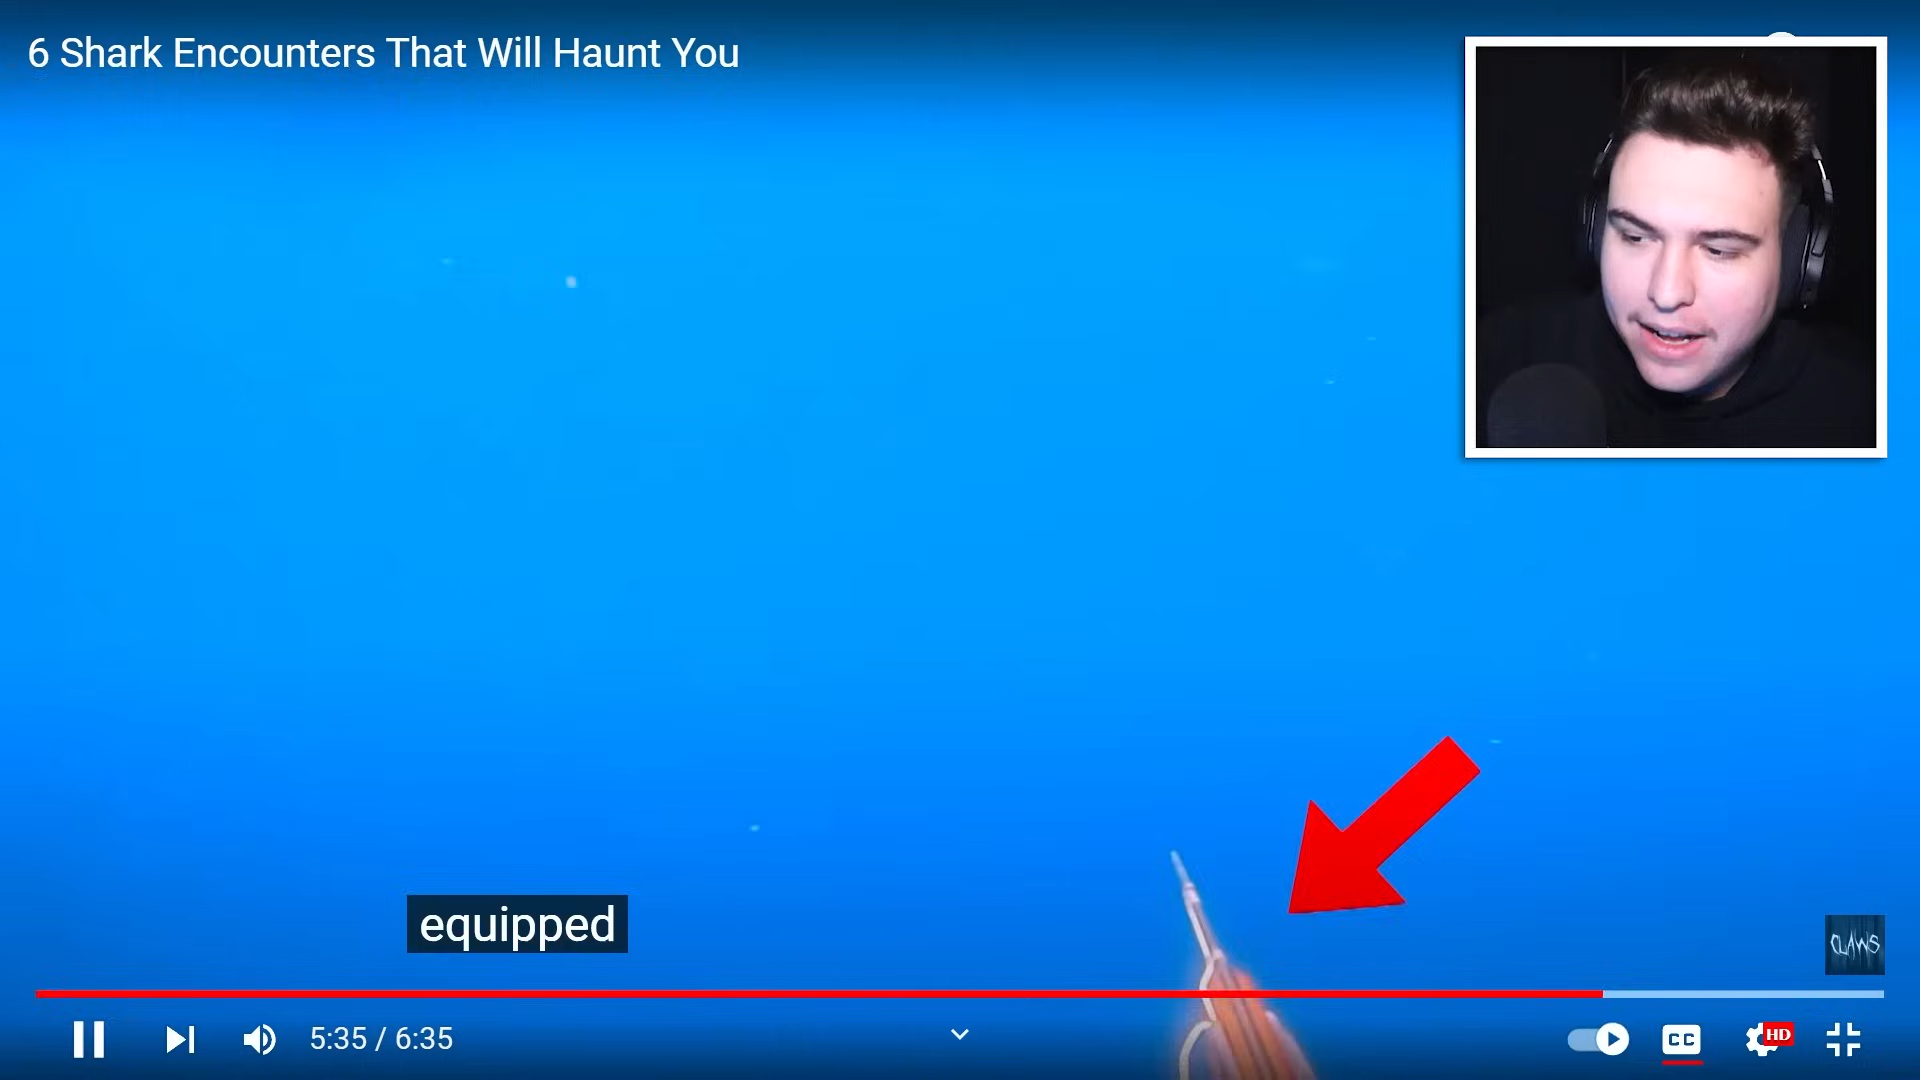 6 Shark Encounters That Will Haunt You
equipped
CLAWS
5:35 / 6:35
CC
HD